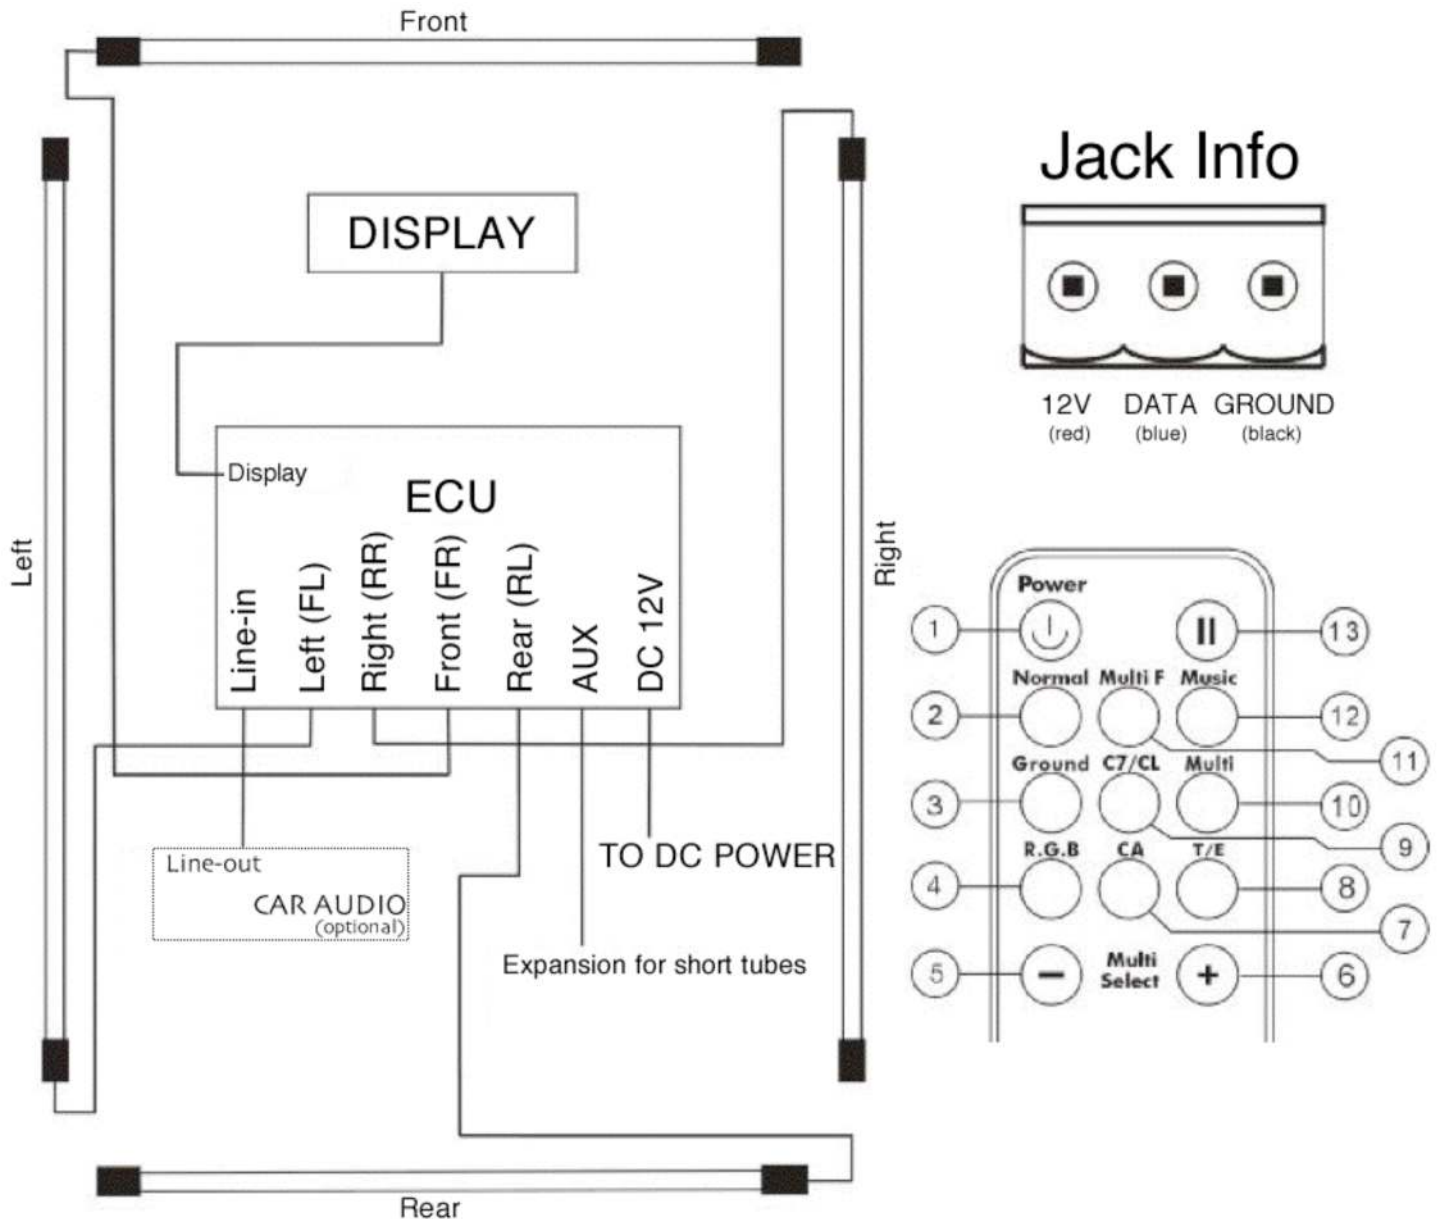 Front
Left
DISPLAY
Display
ECU
Line-in
Left (FL)
Right (RR)
Front (FR)
Rear (RL)
AUX
DC 12V
Right
Line-out
CAR AUDIO
(optional)
TO DC POWER
Expansion for short tubes
Rear
Jack Info
12V DATA GROUND
(red) (blue) (black)
Power
1 13
Normal Multi F Music
2 12
11
Ground C7/CL Multi
3 10
9
R.G.B CA T/E
4 8
7
Multi
Select
5 - + 6